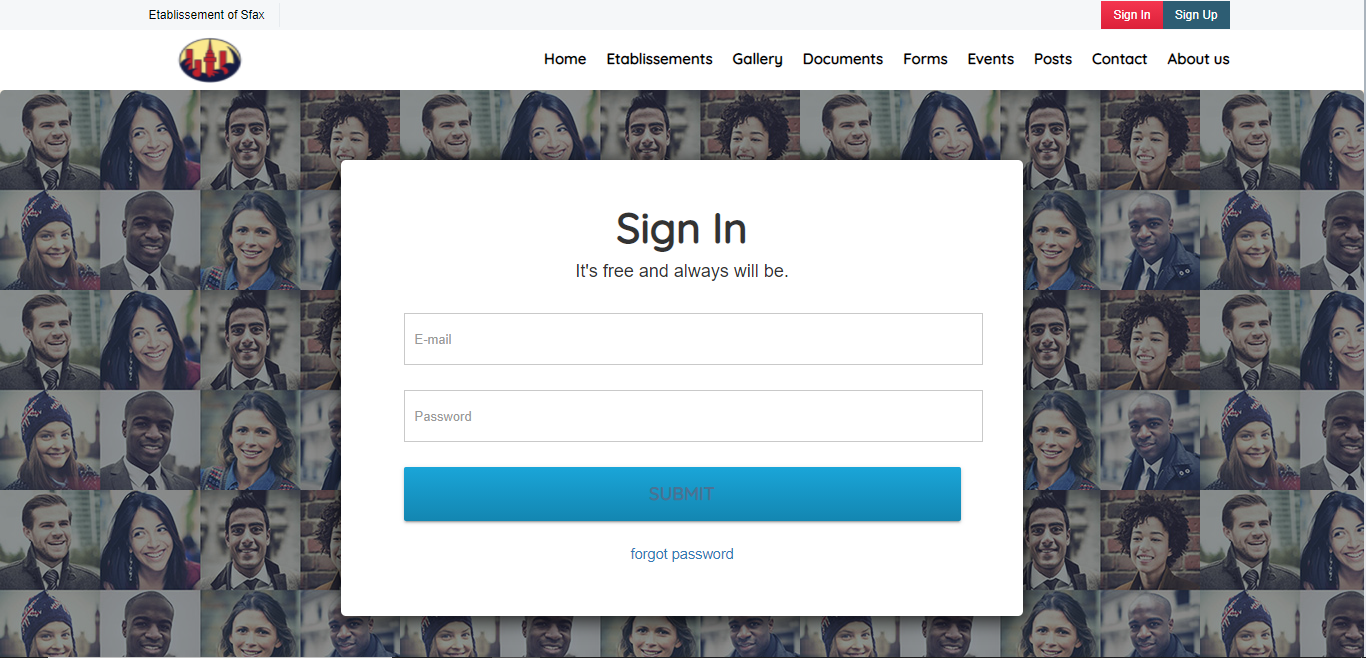 Etablissement of Sfax
Sign In Sign Up
Home Etablissements Gallery Documents Forms Events Posts Contact About us
Sign In
It's free and always will be.
E-mail
Password
SUBMIT
forgot password